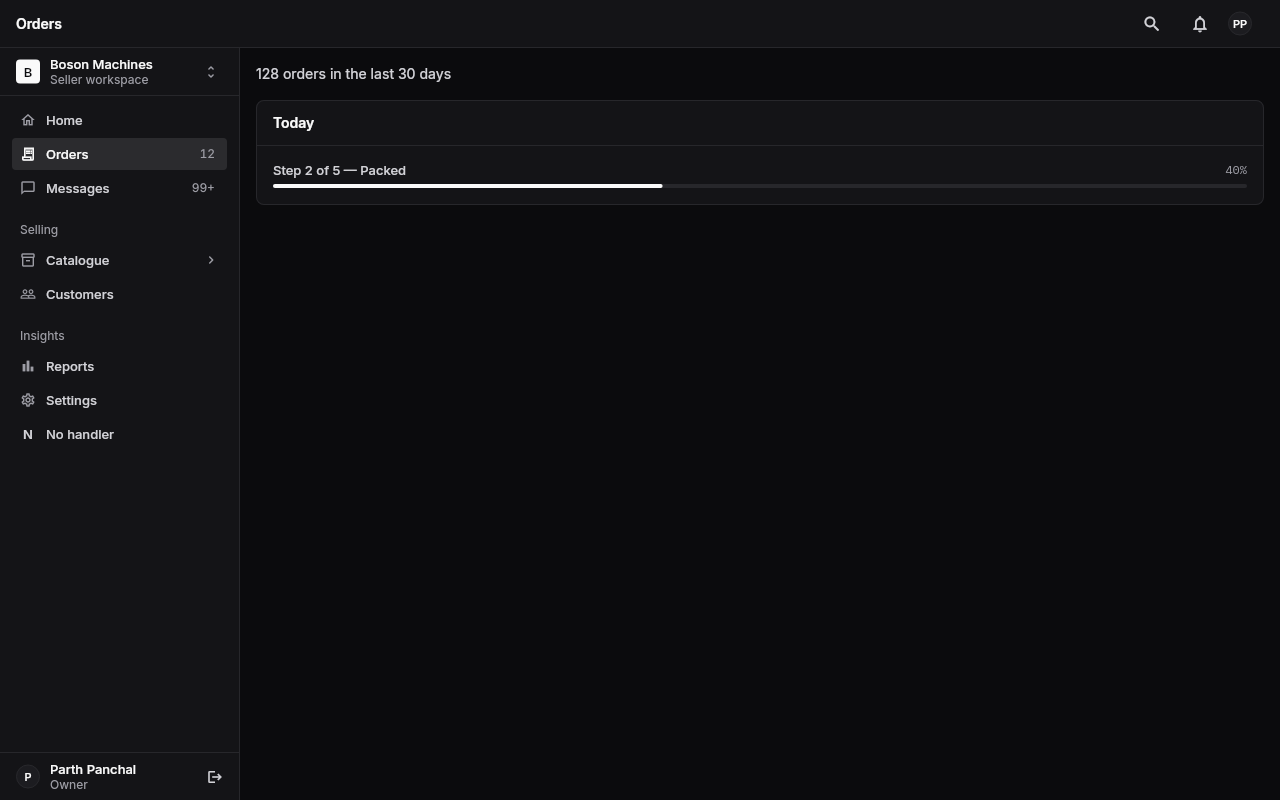 Orders
PP
B
Boson Machines
Seller workspace
Home
Orders 12
Messages 99+
Selling
Catalogue
Customers
Insights
Reports
Settings
N No handler
P
Parth Panchal
Owner
128 orders in the last 30 days
Today
Step 2 of 5 — Packed 40%